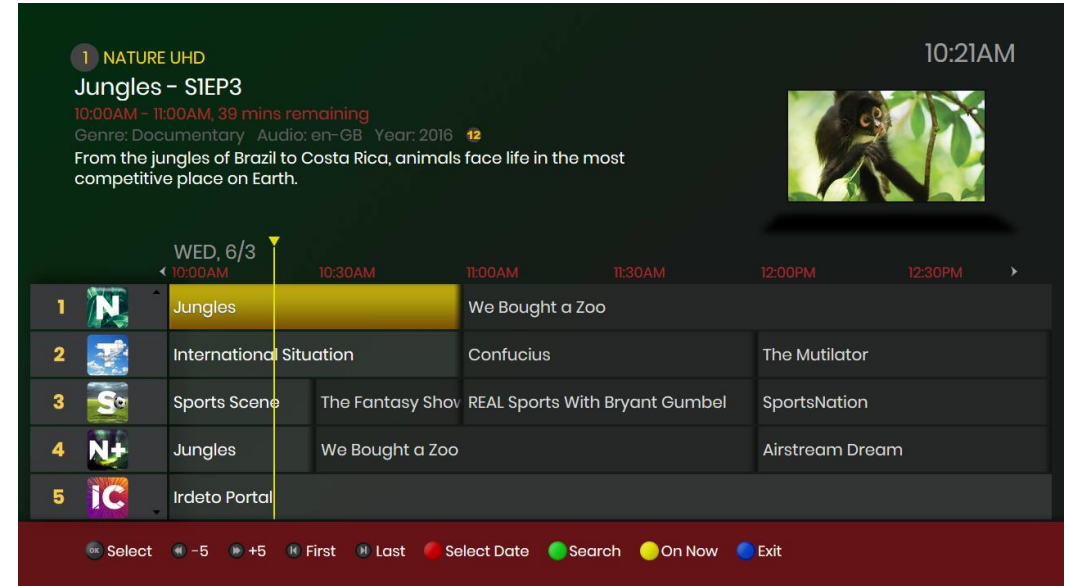 1 NATURE UHD
10:21AM
Jungles - S1EP3
10:00AM - 11:00AM, 39 mins remaining
Genre: Documentary Audio: en-GB Year: 2016 12
From the jungles of Brazil to Costa Rica, animals face life in the most
competitive place on Earth.
WED, 6/3
10:00AM 10:30AM 11:00AM 11:30AM 12:00PM 12:30PM
1 N Jungles We Bought a Zoo
2 T International Situation Confucius The Mutilator
3 S Sports Scene The Fantasy Show REAL Sports With Bryant Gumbel SportsNation
4 N+ Jungles We Bought a Zoo Airstream Dream
5 iC Irdeto Portal
OK Select -5 +5 First Last Select Date Search On Now Exit